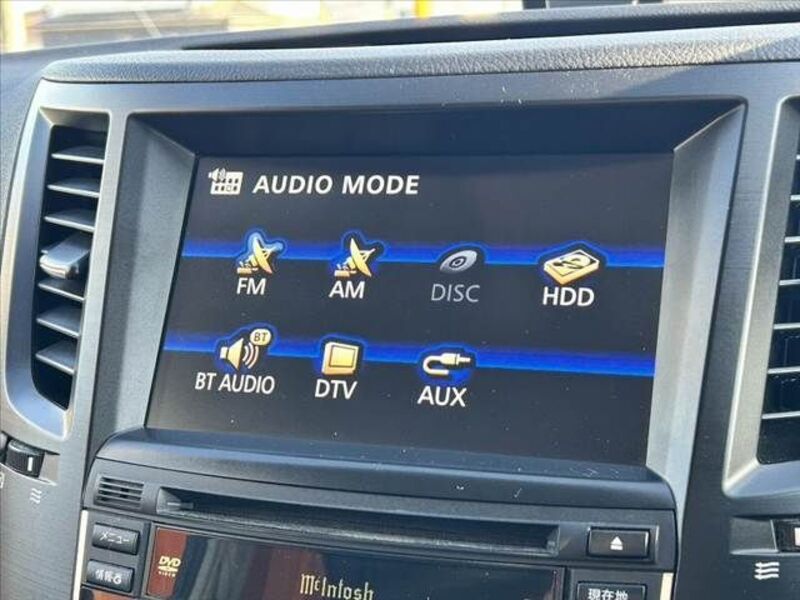 AUDIO MODE
FM AM DISC HDD
BT
BT AUDIO DTV AUX
メニュー
情報
DVD
VIDEO
McIntosh
現在地